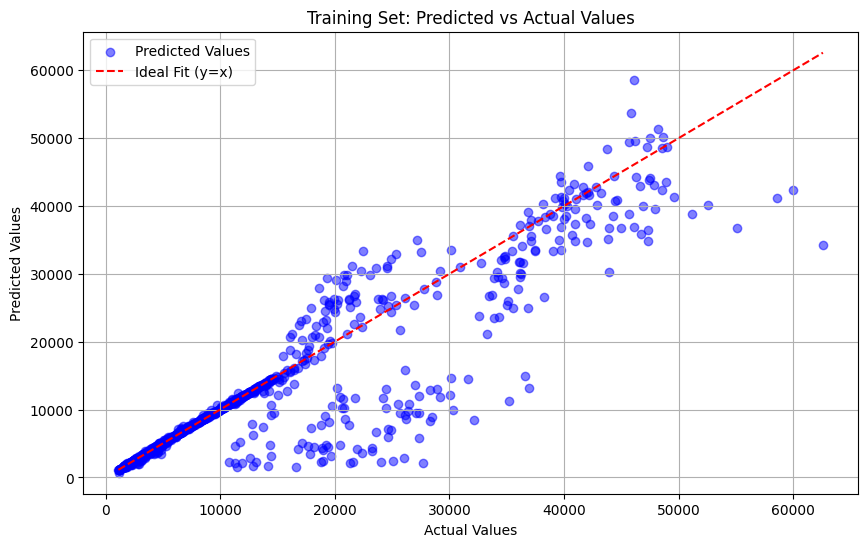 Training Set: Predicted vs Actual Values
Predicted Values
Ideal Fit (y=x)
60000
50000
40000
30000
20000
10000
0
Predicted Values
0 10000 20000 30000 40000 50000 60000
Actual Values